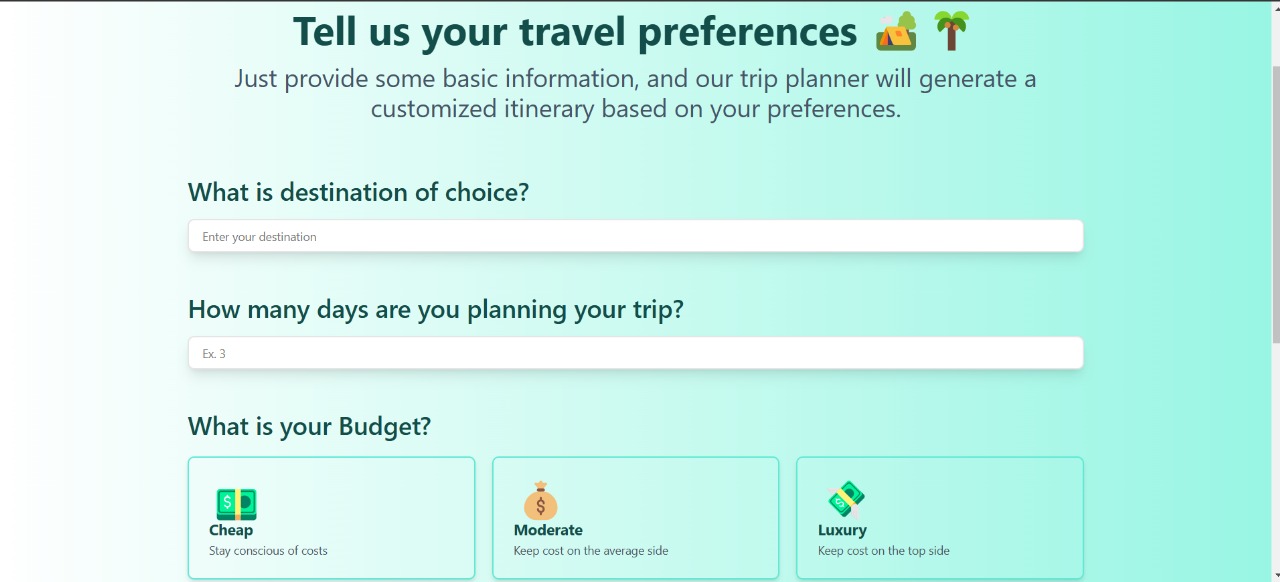 Tell us your travel preferences 🏕️ 🌴
Just provide some basic information, and our trip planner will generate a
customized itinerary based on your preferences.
What is destination of choice?
Enter your destination
How many days are you planning your trip?
Ex. 3
What is your Budget?
Cheap
Stay conscious of costs
Moderate
Keep cost on the average side
Luxury
Keep cost on the top side